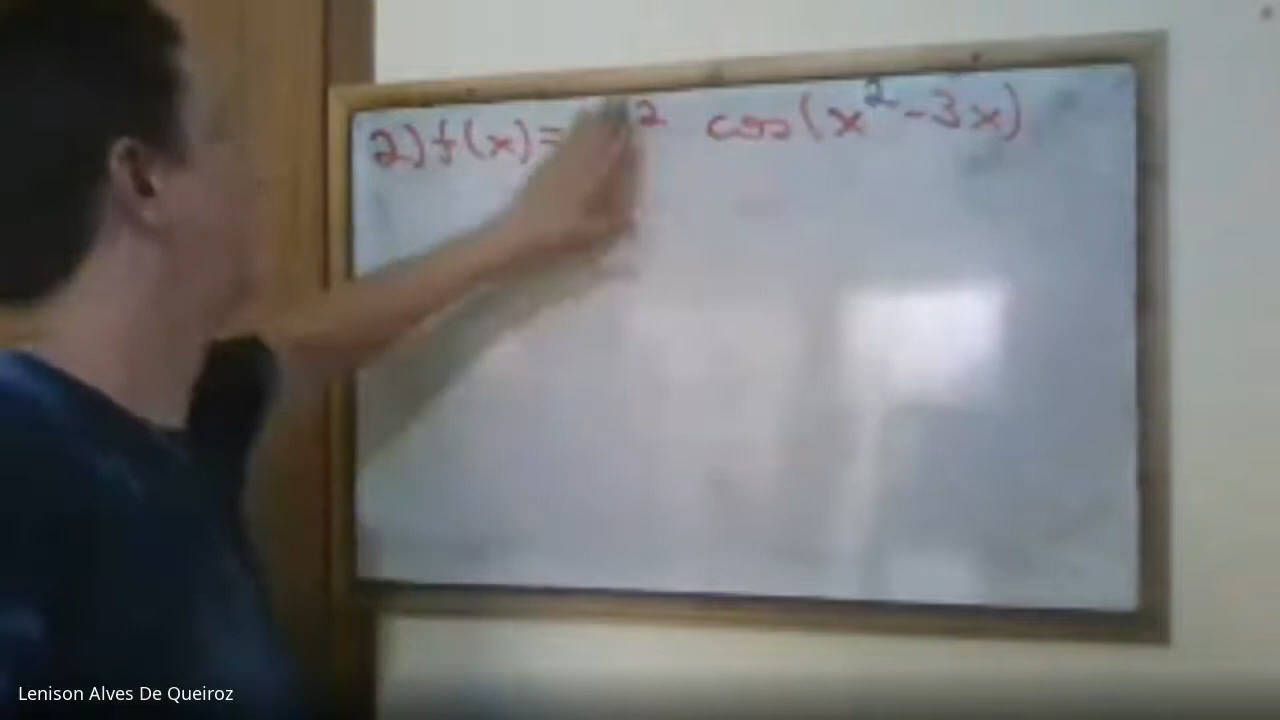 2) f(x) = ² cos(x² - 3x)
Lenison Alves De Queiroz